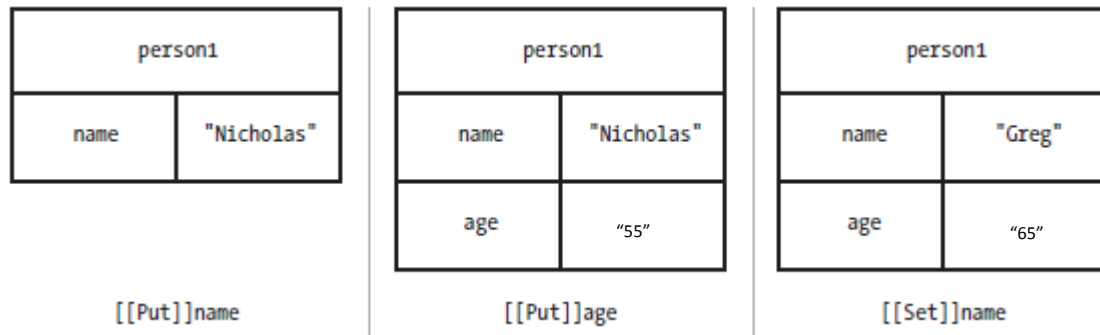 person1
name "Nicholas"
[[Put]]name
person1
name "Nicholas"
age “55”
[[Put]]age
person1
name "Greg"
age “65”
[[Set]]name